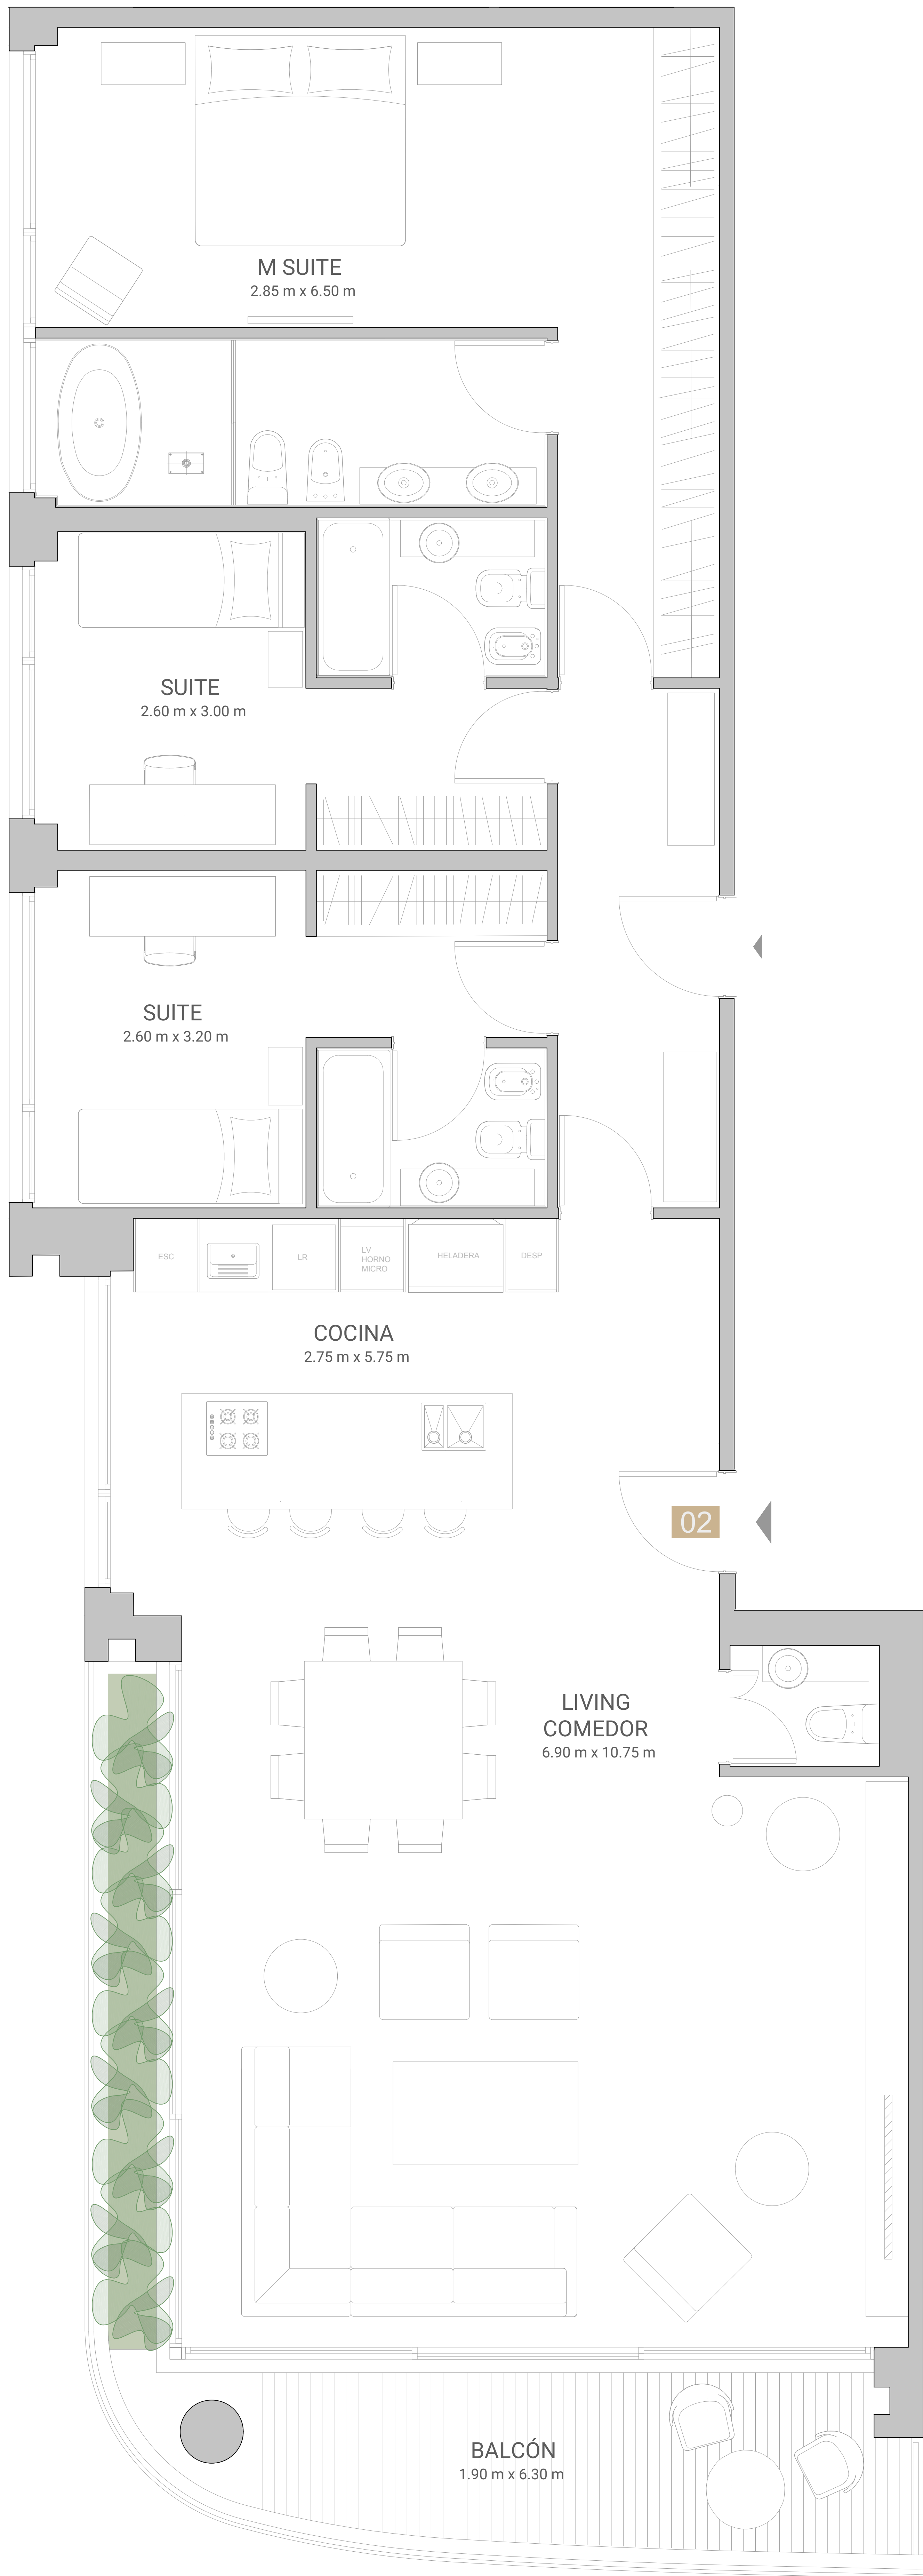 M SUITE
2.85 m x 6.50 m
SUITE
2.60 m x 3.00 m
SUITE
2.60 m x 3.20 m
ESC
LR
LV
HORNO
MICRO
HELADERA
DESP
COCINA
2.75 m x 5.75 m
02
LIVING
COMEDOR
6.90 m x 10.75 m
BALCÓN
1.90 m x 6.30 m